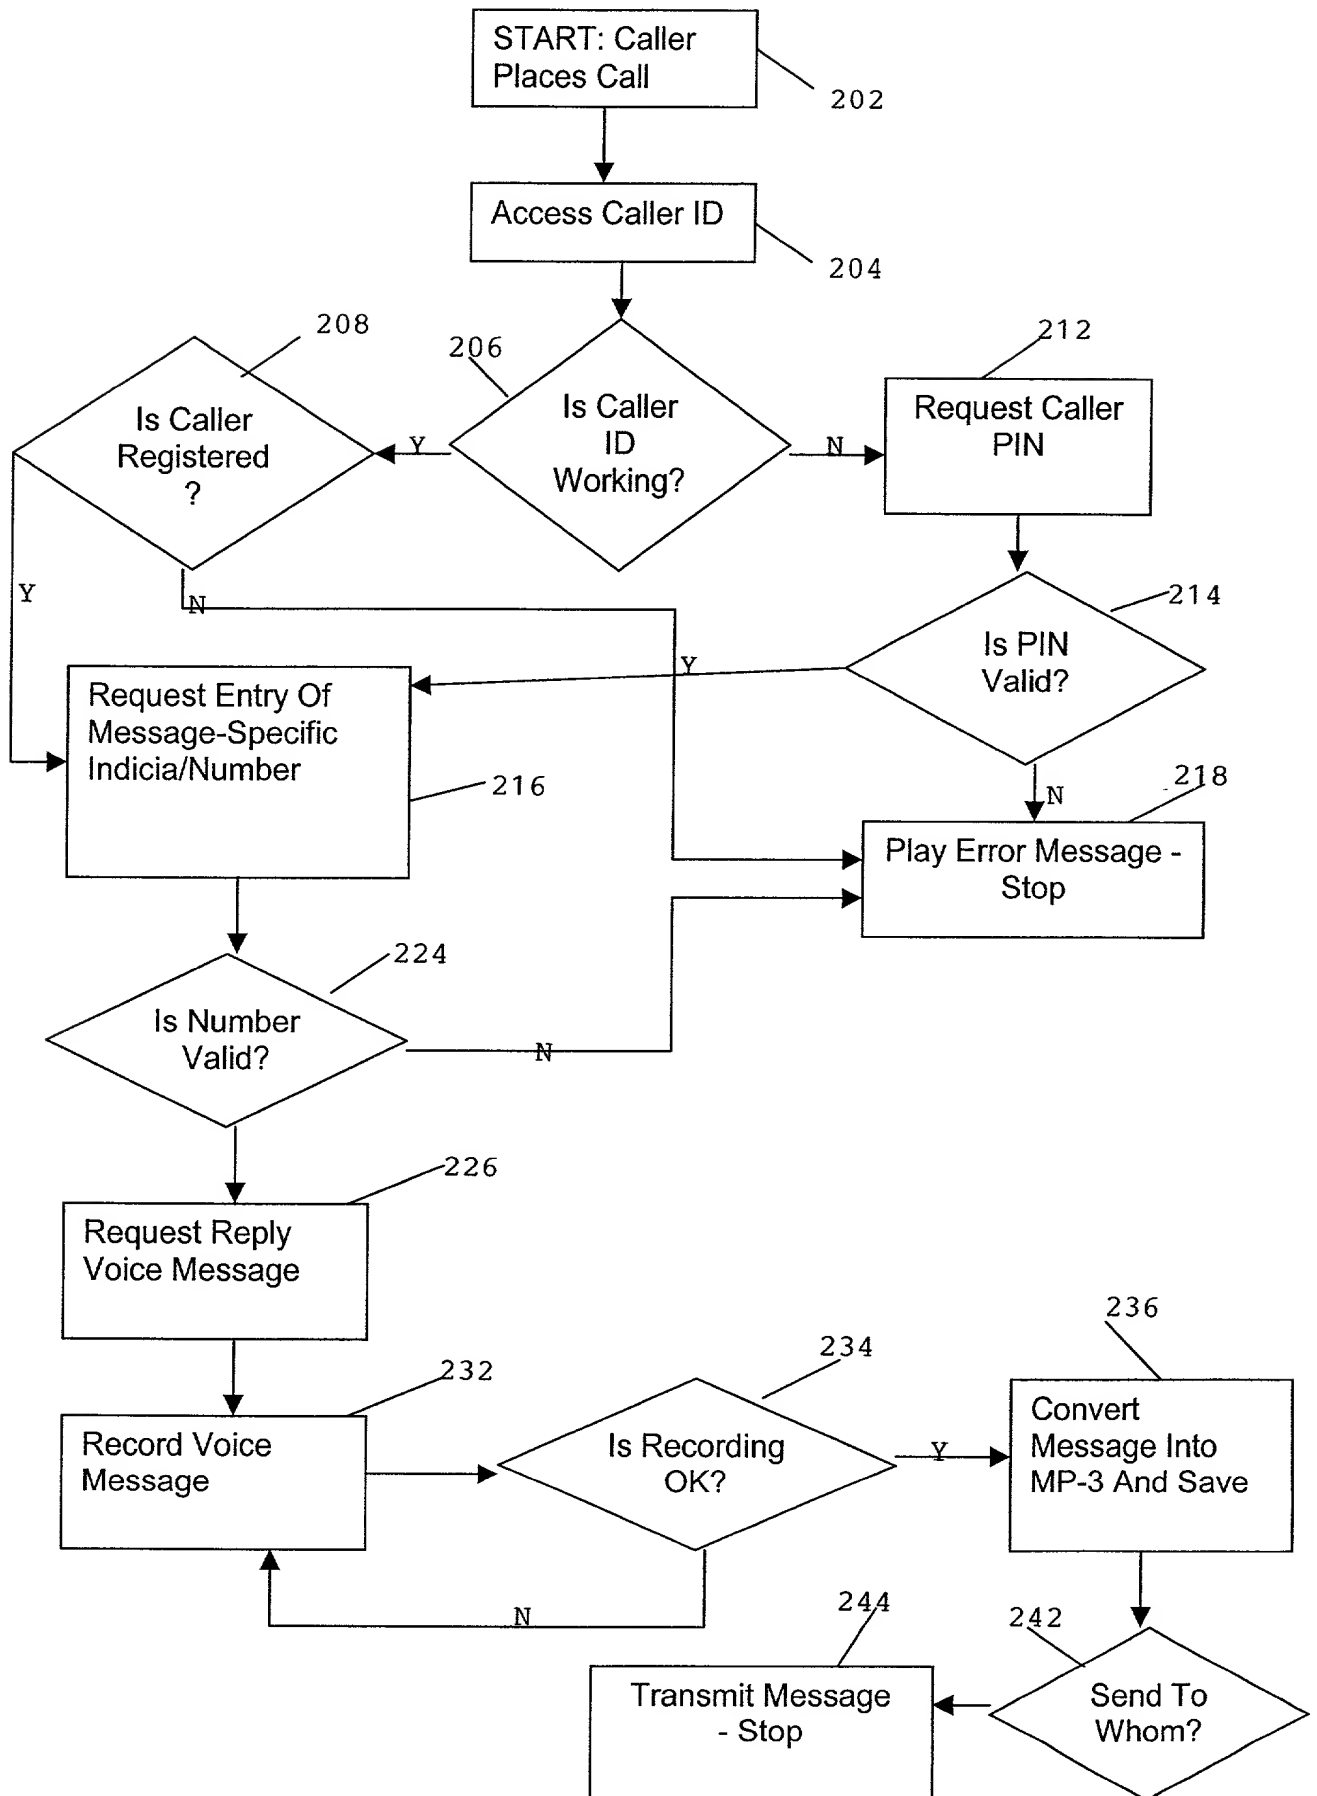 START: Caller
Places Call
202
Access Caller ID
204
208
206
212
Is Caller
Registered
?
Y
Is Caller
ID
Working?
N
Request Caller
PIN
Y
N
214
Is PIN
Valid?
Y
Request Entry Of
Message-Specific
Indicia/Number
216
N
218
Play Error Message -
Stop
224
Is Number
Valid?
N
226
Request Reply
Voice Message
232
Record Voice
Message
234
Is Recording
OK?
Y
236
Convert
Message Into
MP-3 And Save
N
244
242
Transmit Message
- Stop
Send To
Whom?